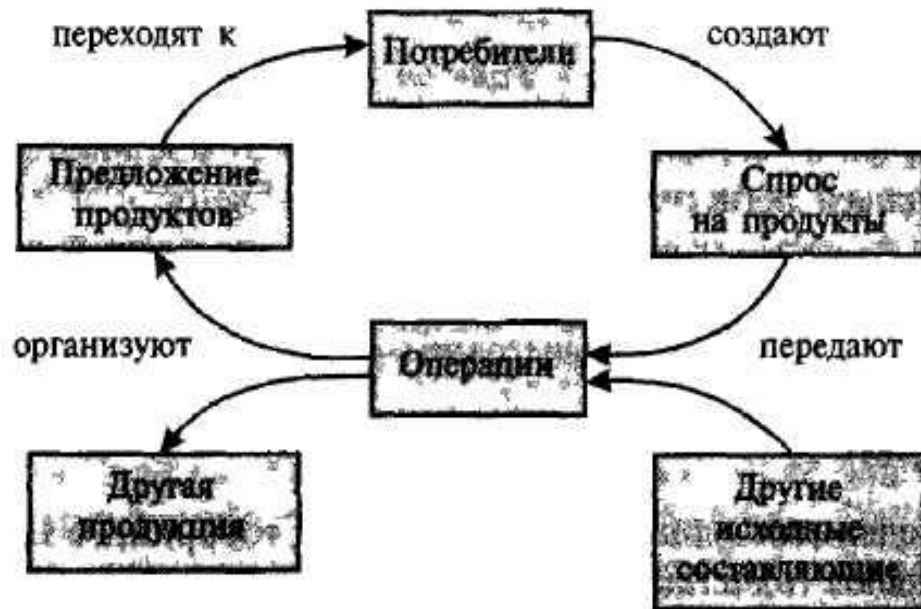 переходят к
Потребители
создают
Предложение
продуктов
Спрос
на продукты
организуют
Операции
передают
Другая
продукция
Другие
исходные
составляющие